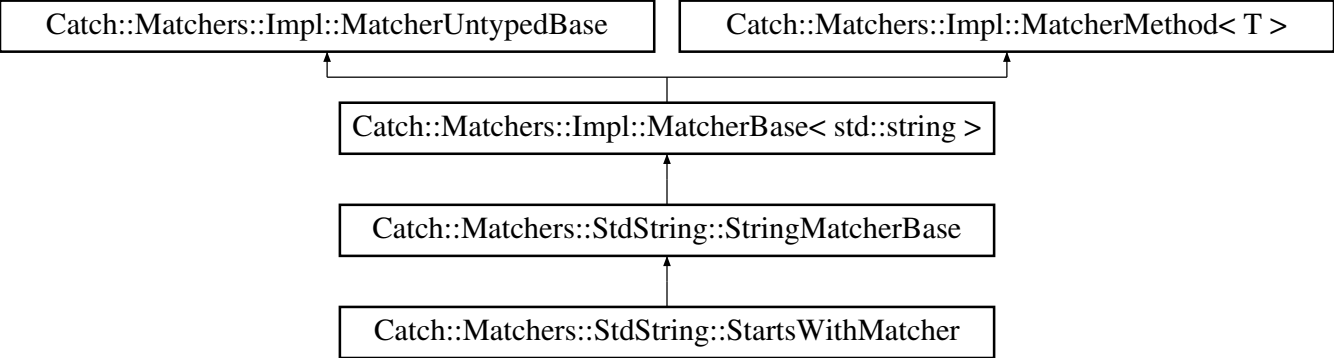 Catch::Matchers::Impl::MatcherUntypedBase
Catch::Matchers::Impl::MatcherMethod< T >
Catch::Matchers::Impl::MatcherBase< std::string >
Catch::Matchers::StdString::StringMatcherBase
Catch::Matchers::StdString::StartsWithMatcher